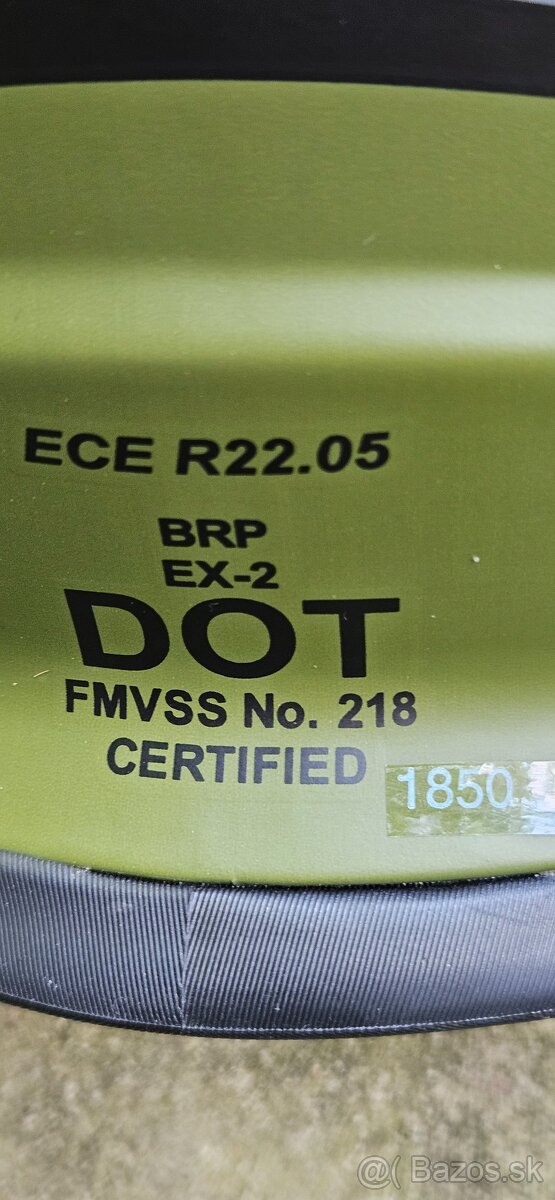 ECE R22.05
BRP
EX-2
DOT
FMVSS No. 218
CERTIFIED
1850
@( Bazos.sk